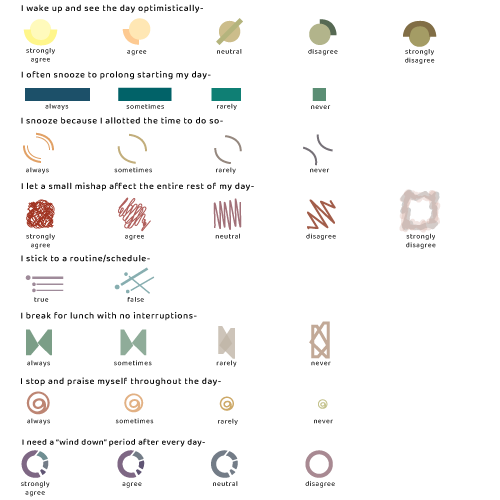 I wake up and see the day optimistically-
strongly agree neutral disagree strongly
agree disagree
I often snooze to prolong starting my day-
always sometimes rarely never
I snooze because I allotted the time to do so-
always sometimes rarely never
I let a small mishap affect the entire rest of my day-
strongly agree neutral disagree strongly
agree disagree
I stick to a routine/schedule-
true false
I break for lunch with no interruptions-
always sometimes rarely never
I stop and praise myself throughout the day-
always sometimes rarely never
I need a "wind down" period after every day-
strongly agree neutral disagree
agree